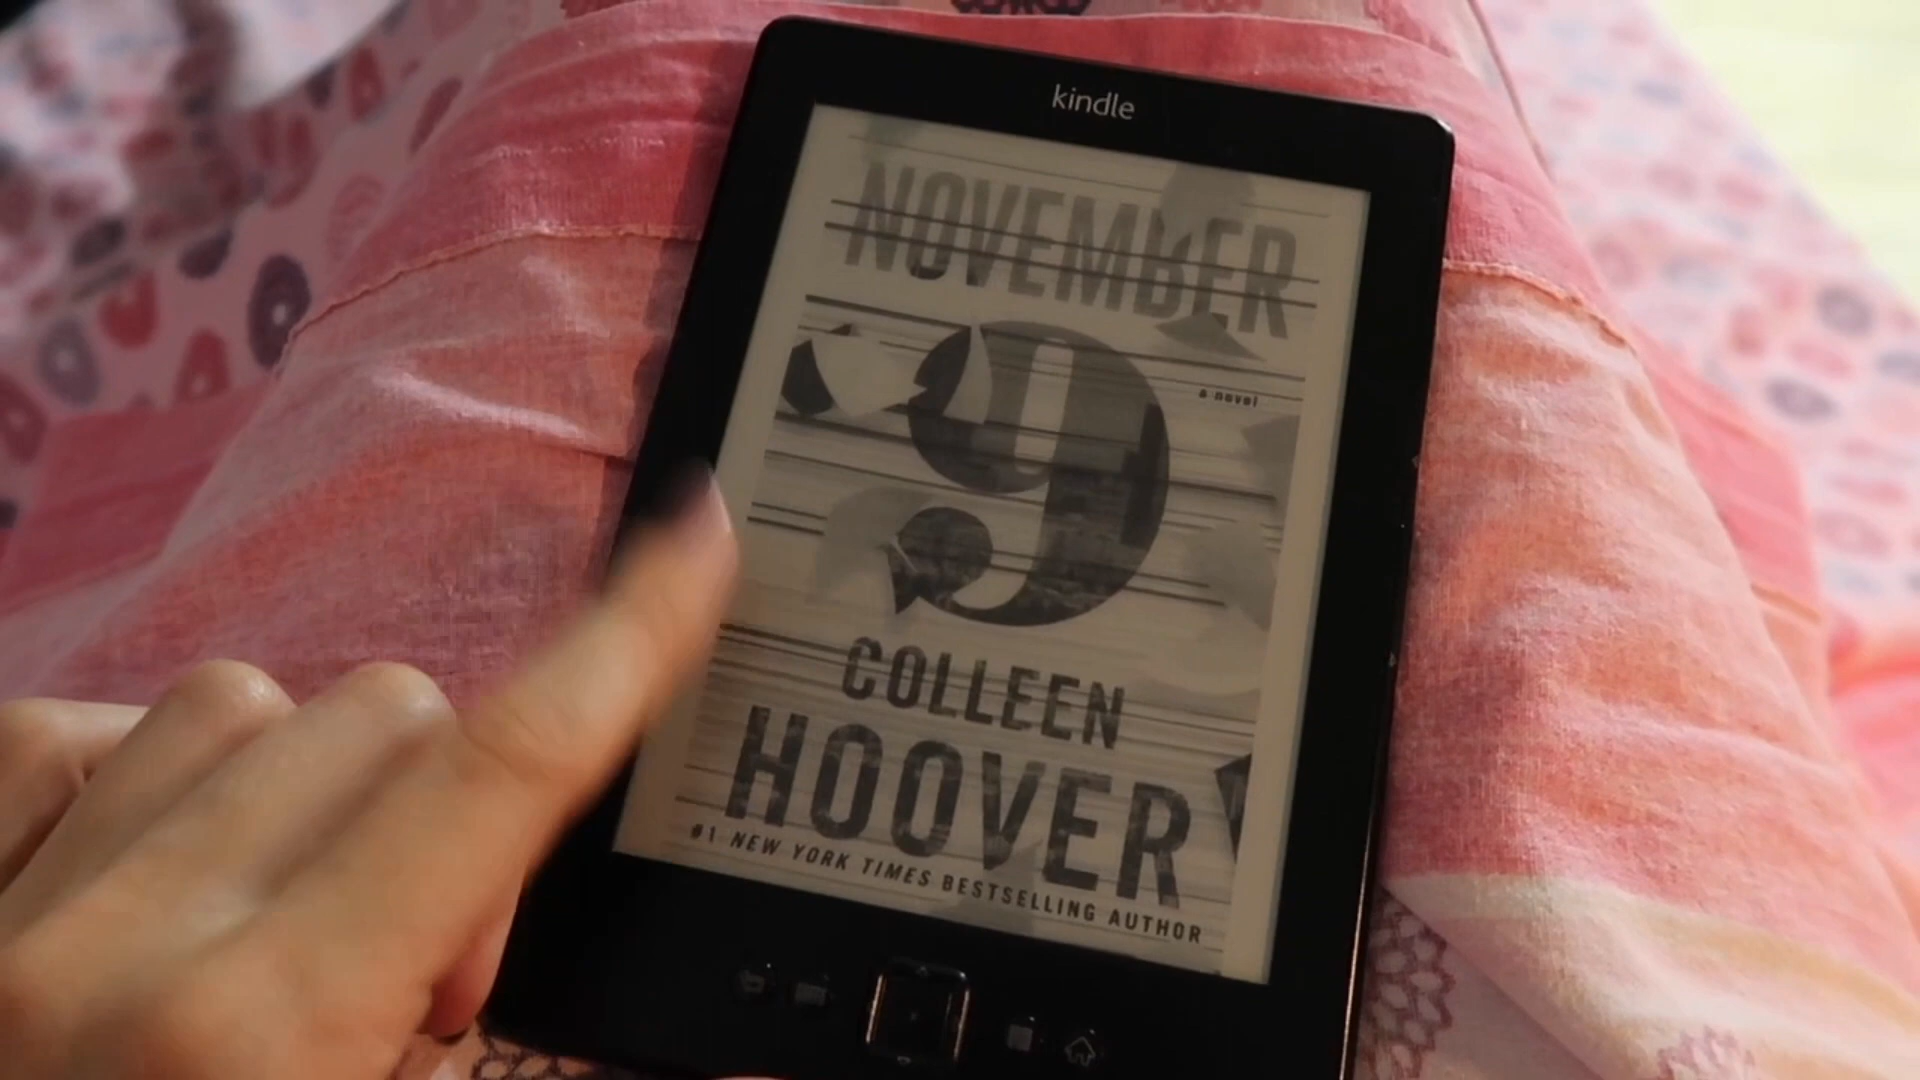 kindle
NOVEMBER
9
a novel
COLLEEN
HOOVER
#1 NEW YORK TIMES BESTSELLING AUTHOR